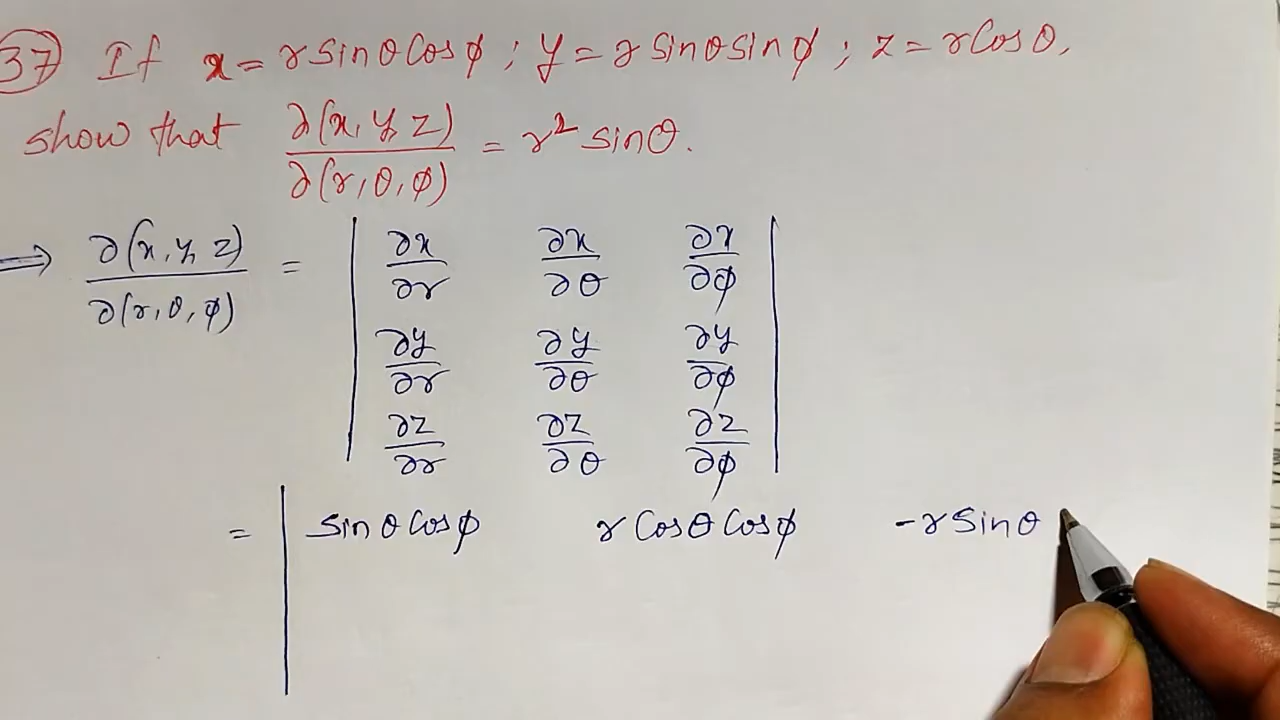 37 If x = r sinθ cosϕ ; y = r sinθ sinϕ ; z = r cosθ,
show that ∂(x, y, z) / ∂(r, θ, ϕ) = r² sinθ.
⟹ ∂(x, y, z) / ∂(r, θ, ϕ) = | ∂x/∂r ∂x/∂θ ∂x/∂ϕ |
∂y/∂r ∂y/∂θ ∂y/∂ϕ
∂z/∂r ∂z/∂θ ∂z/∂ϕ
= | sinθ cosϕ r cosθ cosϕ -r sinθ